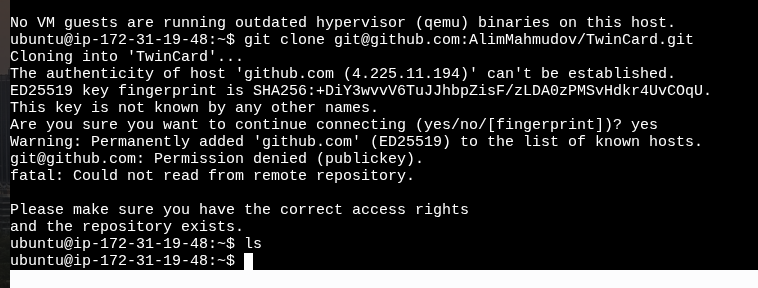 No VM guests are running outdated hypervisor (qemu) binaries on this host.
ubuntu@ip-172-31-19-48:~$ git clone git@github.com:AlimMahmudov/TwinCard.git
Cloning into 'TwinCard'...
The authenticity of host 'github.com (4.225.11.194)' can't be established.
ED25519 key fingerprint is SHA256:+DiY3wvvV6TuJJhbpZisF/zLDA0zPMSvHdkr4UvCOqU.
This key is not known by any other names.
Are you sure you want to continue connecting (yes/no/[fingerprint])? yes
Warning: Permanently added 'github.com' (ED25519) to the list of known hosts.
git@github.com: Permission denied (publickey).
fatal: Could not read from remote repository.

Please make sure you have the correct access rights
and the repository exists.
ubuntu@ip-172-31-19-48:~$ ls
ubuntu@ip-172-31-19-48:~$